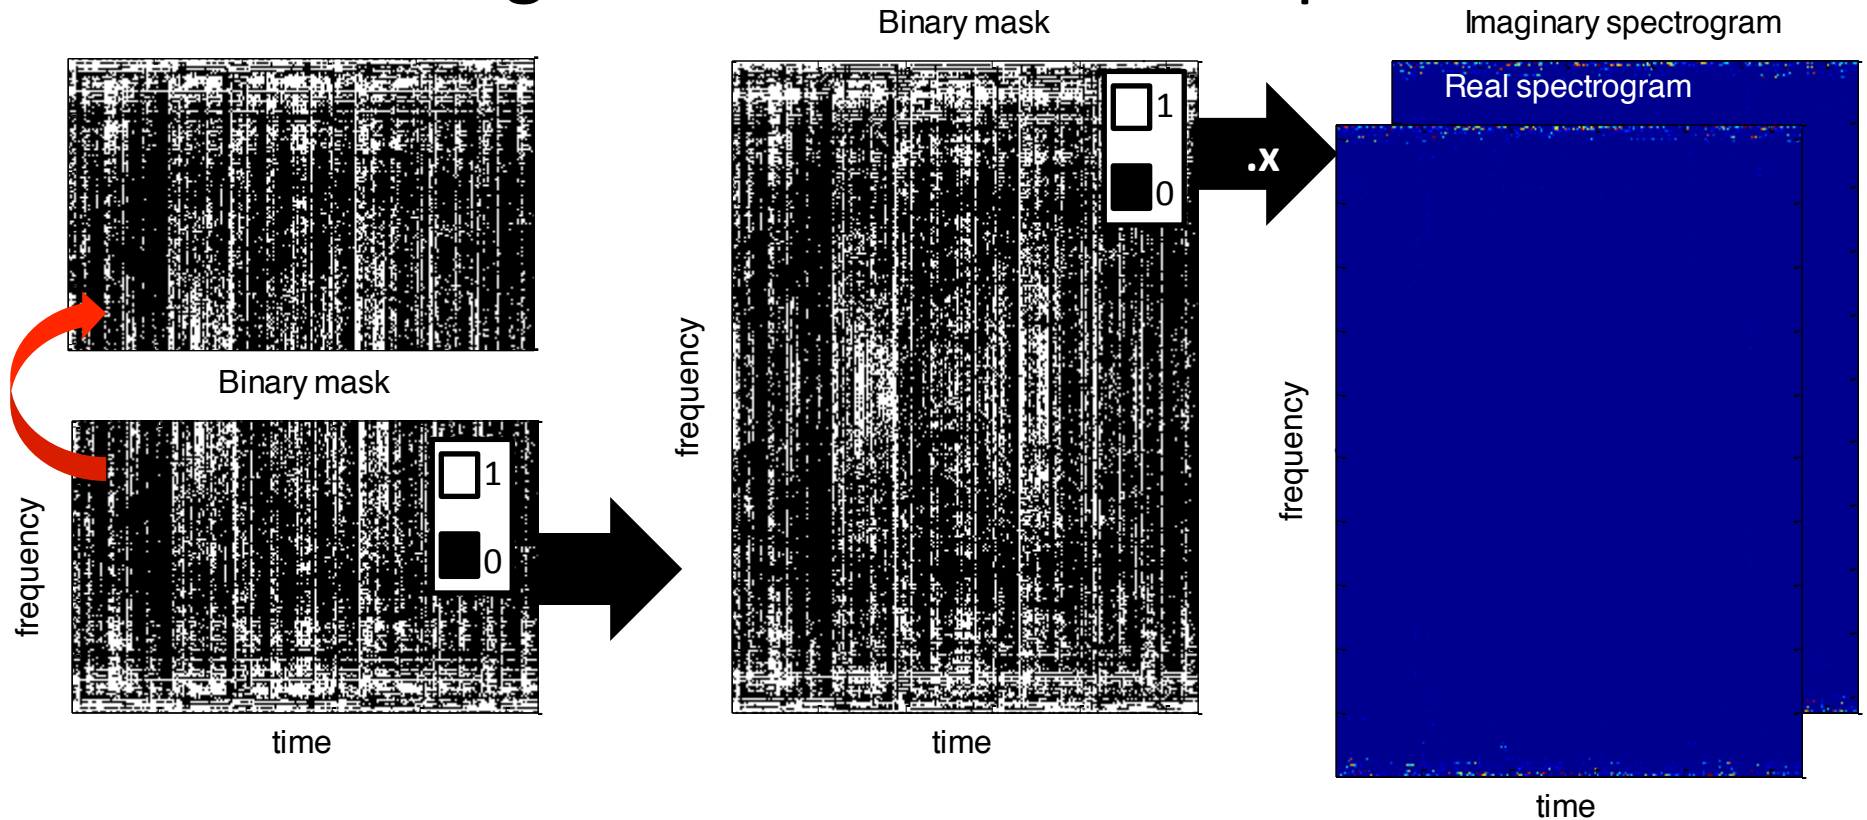 Binary mask
Imaginary spectrogram
Real spectrogram
1
0
.x
Binary mask
1
0
frequency
frequency
frequency
time
time
time